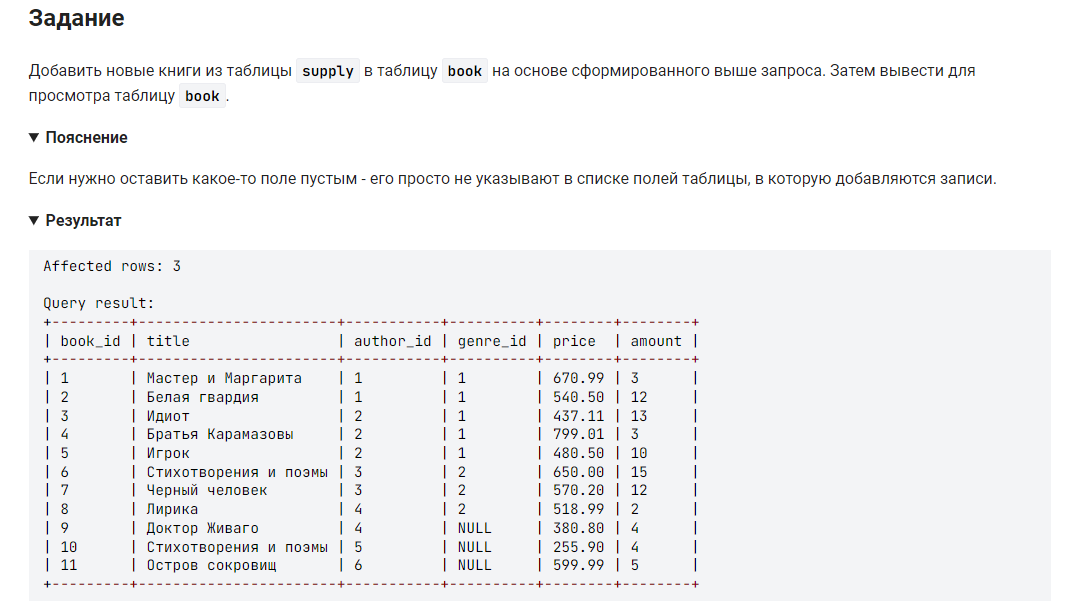 Задание
Добавить новые книги из таблицы supply в таблицу book на основе сформированного выше запроса. Затем вывести для
просмотра таблицу book.
▼ Пояснение
Если нужно оставить какое-то поле пустым - его просто не указывают в списке полей таблицы, в которую добавляются записи.
▼ Результат
Affected rows: 3
Query result:
+---------+-----------------------+-----------+----------+--------+--------+
| book_id | title                 | author_id | genre_id | price  | amount |
+---------+-----------------------+-----------+----------+--------+--------+
| 1       | Мастер и Маргарита    | 1         | 1        | 670.99 | 3      |
| 2       | Белая гвардия         | 1         | 1        | 540.50 | 12     |
| 3       | Идиот                 | 2         | 1        | 437.11 | 13     |
| 4       | Братья Карамазовы     | 2         | 1        | 799.01 | 3      |
| 5       | Игрок                 | 2         | 1        | 480.50 | 10     |
| 6       | Стихотворения и поэмы | 3         | 2        | 650.00 | 15     |
| 7       | Черный человек        | 3         | 2        | 570.20 | 12     |
| 8       | Лирика                | 4         | 2        | 518.99 | 2      |
| 9       | Доктор Живаго         | 4         | NULL     | 380.80 | 4      |
| 10      | Стихотворения и поэмы | 5         | NULL     | 255.90 | 4      |
| 11      | Остров сокровищ       | 6         | NULL     | 599.99 | 5      |
+---------+-----------------------+-----------+----------+--------+--------+